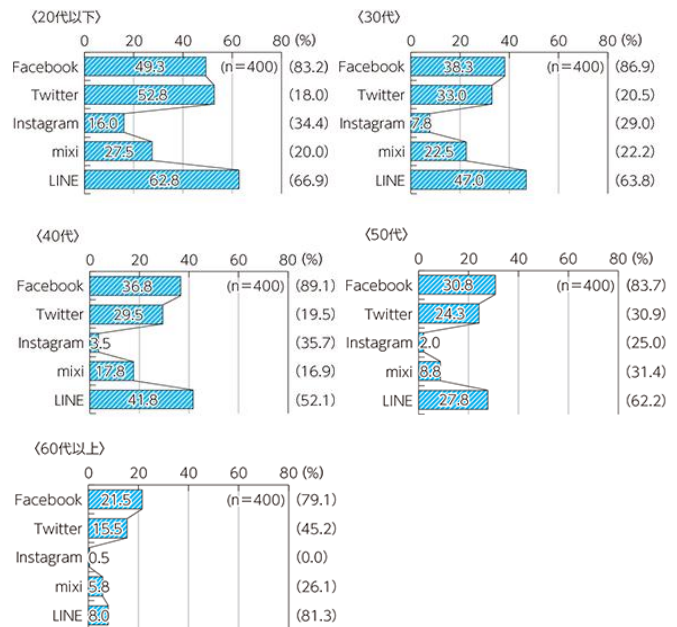 〈20代以下〉
0 20 40 60 80 (%)
Facebook 49.3 (n=400) (83.2)
Twitter 52.8 (18.0)
Instagram 16.0 (34.4)
mixi 27.5 (20.0)
LINE 62.8 (66.9)
〈30代〉
0 20 40 60 80 (%)
Facebook 38.3 (n=400) (86.9)
Twitter 33.0 (20.5)
Instagram 7.8 (29.0)
mixi 22.5 (22.2)
LINE 47.0 (63.8)
〈40代〉
0 20 40 60 80 (%)
Facebook 36.8 (n=400) (89.1)
Twitter 29.5 (19.5)
Instagram 3.5 (35.7)
mixi 17.8 (16.9)
LINE 41.8 (52.1)
〈50代〉
0 20 40 60 80 (%)
Facebook 30.8 (n=400) (83.7)
Twitter 24.3 (30.9)
Instagram 2.0 (25.0)
mixi 8.8 (31.4)
LINE 27.8 (62.2)
〈60代以上〉
0 20 40 60 80 (%)
Facebook 21.5 (n=400) (79.1)
Twitter 15.5 (45.2)
Instagram 0.5 (0.0)
mixi 5.8 (26.1)
LINE 8.0 (81.3)